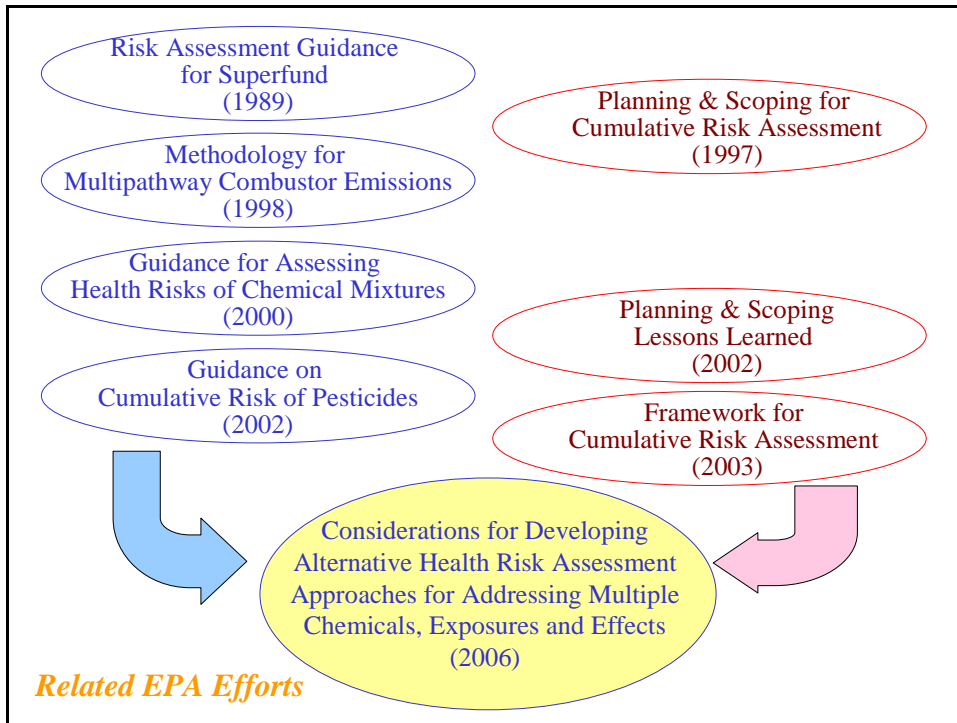 Risk Assessment Guidance
for Superfund
(1989)
Methodology for
Multipathway Combustor Emissions
(1998)
Guidance for Assessing
Health Risks of Chemical Mixtures
(2000)
Guidance on
Cumulative Risk of Pesticides
(2002)
Planning & Scoping for
Cumulative Risk Assessment
(1997)
Planning & Scoping
Lessons Learned
(2002)
Framework for
Cumulative Risk Assessment
(2003)
Considerations for Developing
Alternative Health Risk Assessment
Approaches for Addressing Multiple
Chemicals, Exposures and Effects
(2006)
Related EPA Efforts